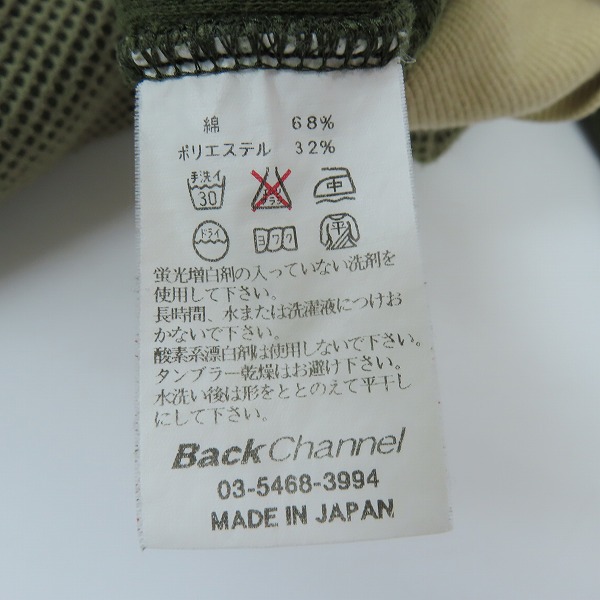 綿 68%
ポリエステル 32%
手洗イ
30
中
ドライ
ヨワク
蛍光増白剤の入っていない洗剤を
使用して下さい。
長時間、水または洗濯液につけお
かないで下さい。
酸素系漂白剤は使用しないで下さい。
タンブラー乾燥はお避け下さい。
水洗い後は形をととのえて平干し
にして下さい。
Back Channel
03-5468-3994
MADE IN JAPAN